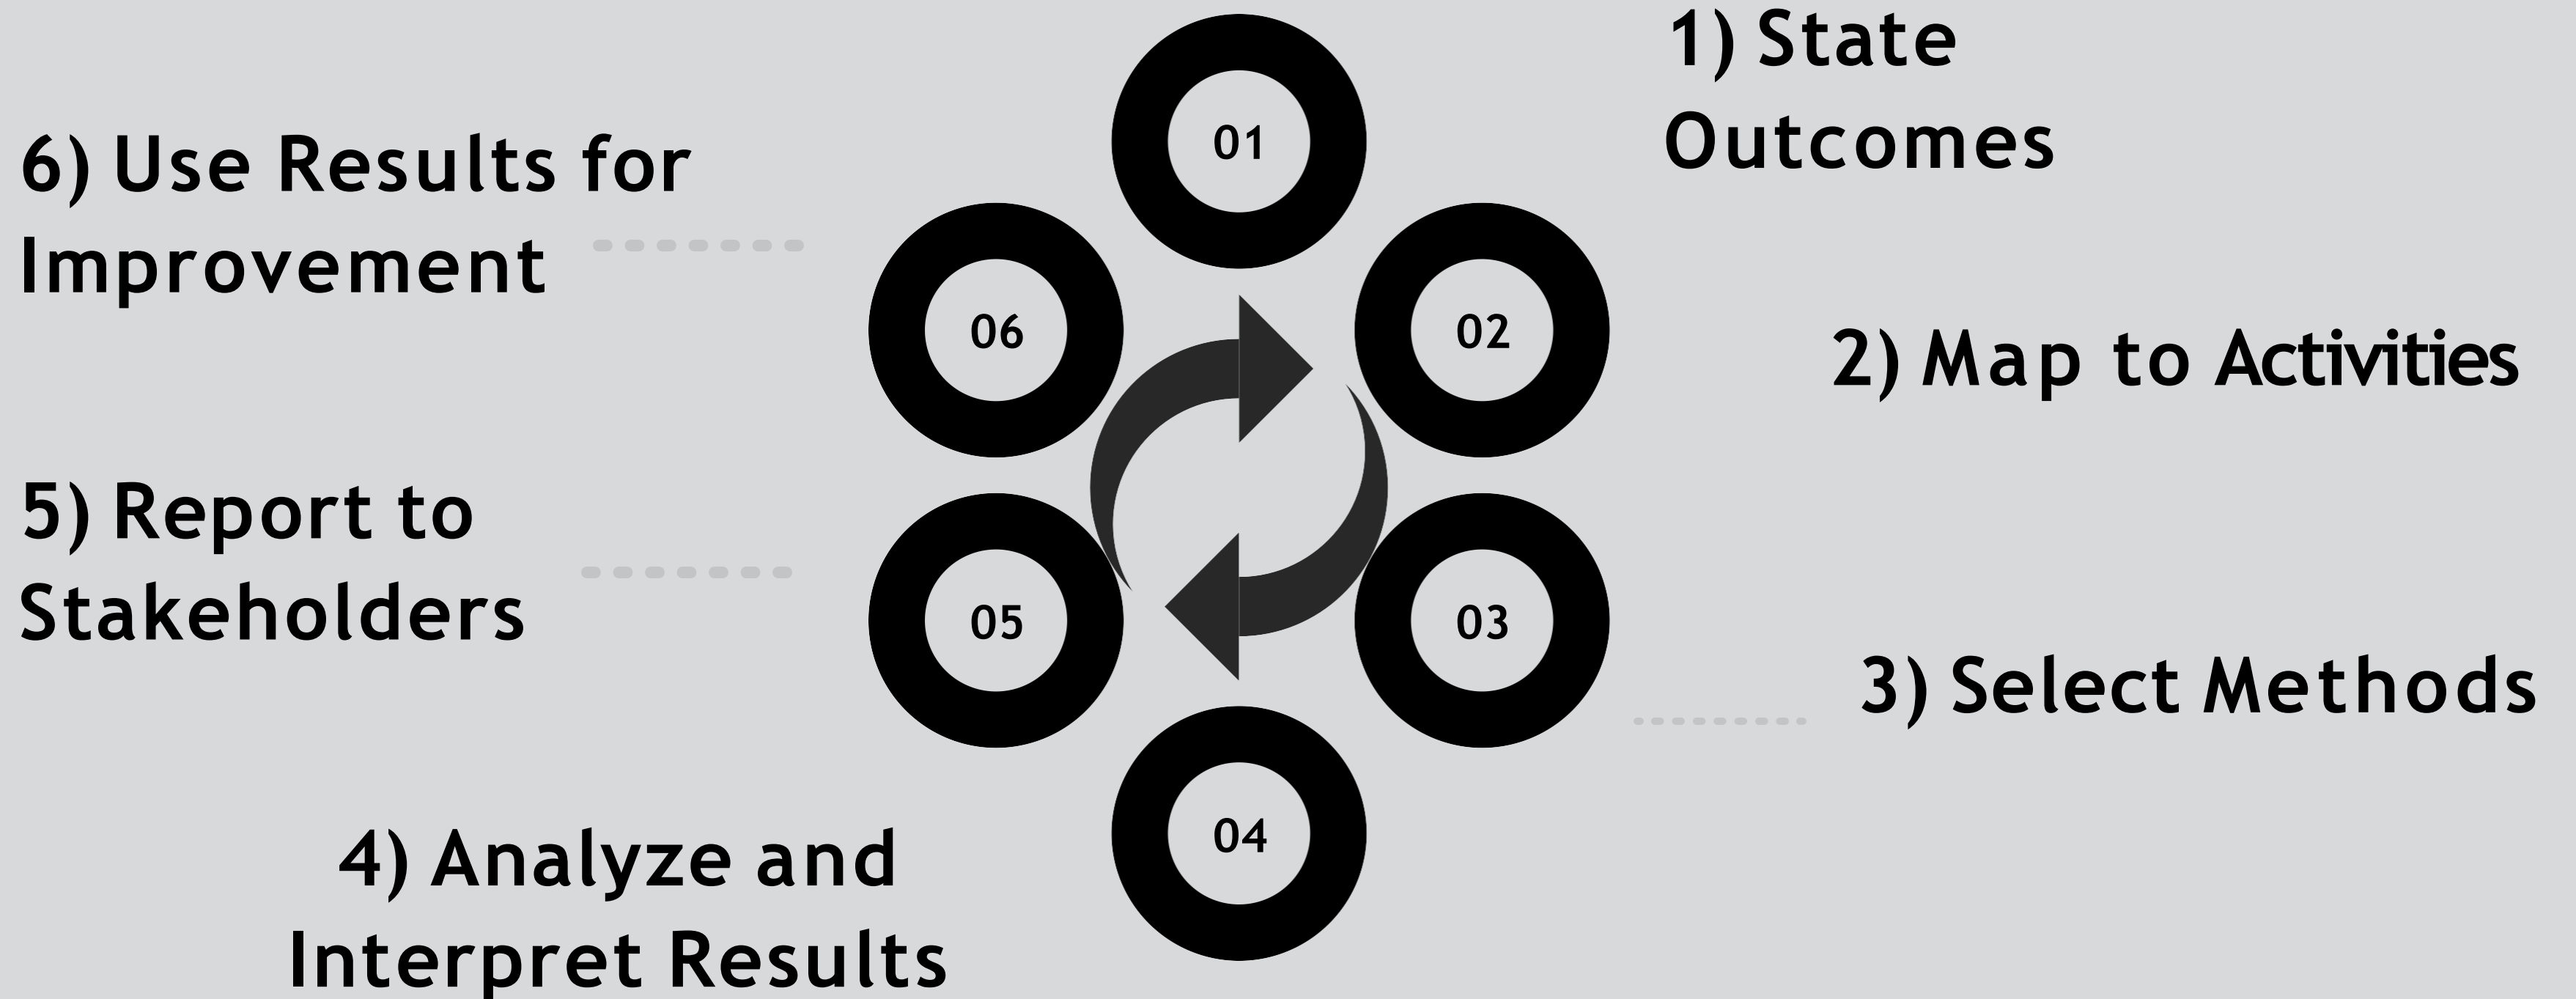 1) State
Outcomes
2) Map to Activities
3) Select Methods
4) Analyze and
Interpret Results
5) Report to
Stakeholders
6) Use Results for
Improvement
01
02
03
04
05
06